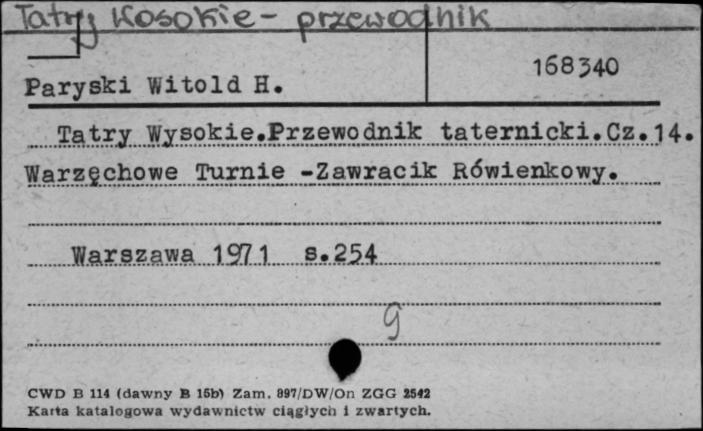 Tatry Wysokie - przewodnik
168340
Paryski Witold H.
Tatry Wysokie.Przewodnik taternicki.Cz.14.
Warzęchowe Turnie -Zawracik Rówienkowy.
Warszawa 1971 s.254
g
CWD B 114 (dawny B 15b) Zam. 897/DW/On ZGG 2542
Karta katalogowa wydawnictw ciągłych i zwartych.